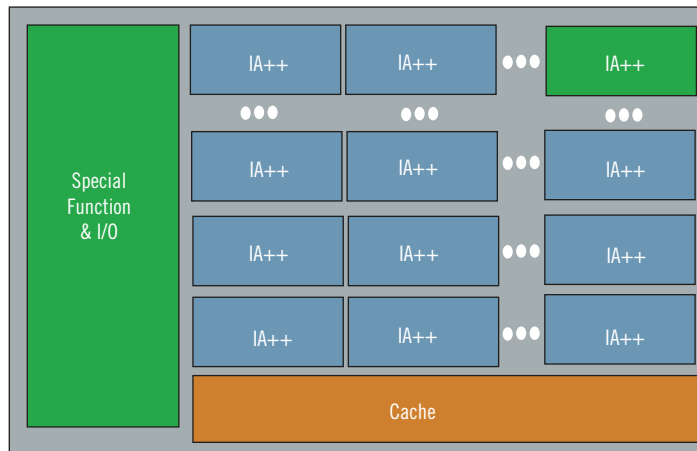 IA++ IA++ IA++
Special
Function
& I/O
IA++ IA++ IA++
IA++ IA++ IA++
IA++ IA++ IA++
Cache